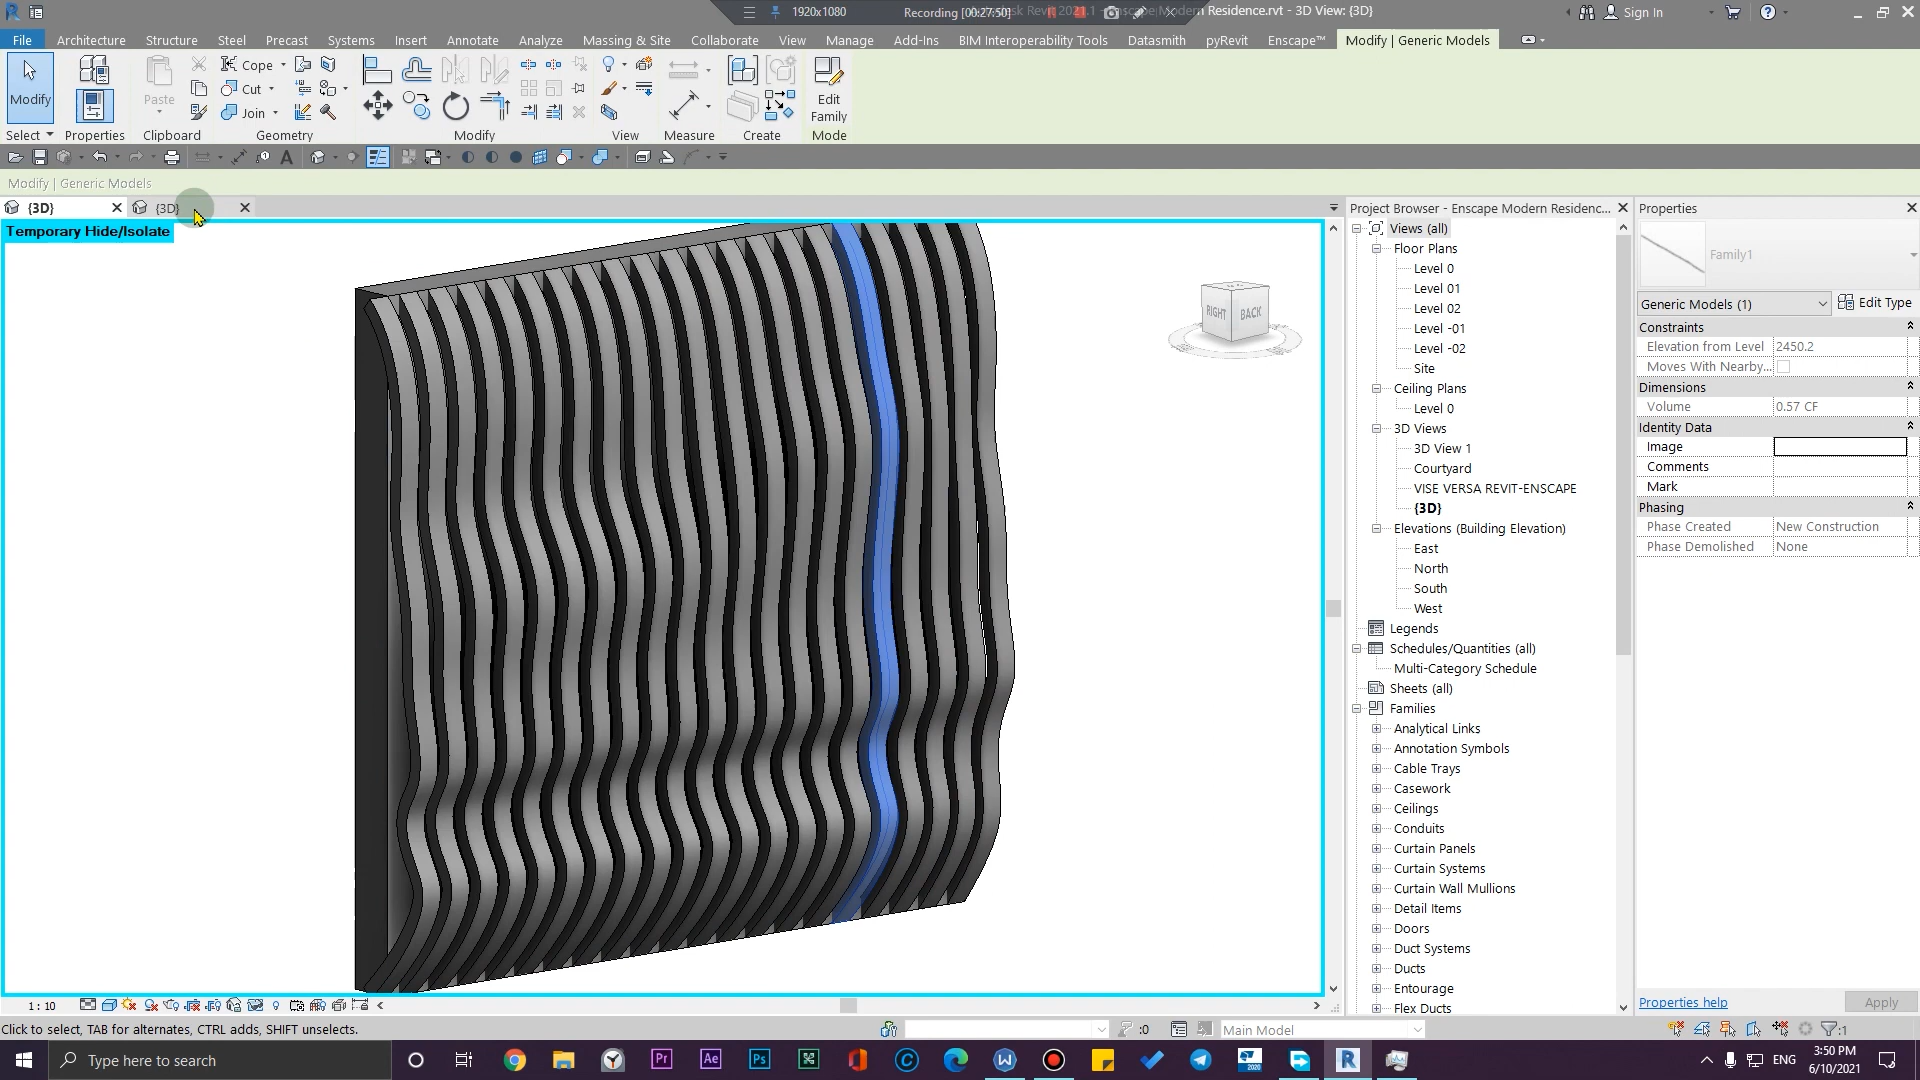 1920x1080
Recording [00:27:50]
Modern Residence.rvt - 3D View: {3D}
Sign In
File Architecture Structure Steel Precast Systems Insert Annotate Analyze Massing & Site Collaborate View Manage Add-Ins BIM Interoperability Tools Datasmith pyRevit Enscape™ Modify | Generic Models
Modify
Paste
Cope
Cut
Join
Edit
Family
Select Properties Clipboard Geometry Modify View Measure Create Mode
Modify | Generic Models
{3D}
{3D}
Temporary Hide/Isolate
RIGHT BACK
Project Browser - Enscape Modern Residenc...
Views (all)
Floor Plans
Level 0
Level 01
Level 02
Level -01
Level -02
Site
Ceiling Plans
Level 0
3D Views
3D View 1
Courtyard
VISE VERSA REVIT-ENSCAPE
{3D}
Elevations (Building Elevation)
East
North
South
West
Legends
Schedules/Quantities (all)
Multi-Category Schedule
Sheets (all)
Families
Analytical Links
Annotation Symbols
Cable Trays
Casework
Ceilings
Conduits
Curtain Panels
Curtain Systems
Curtain Wall Mullions
Detail Items
Doors
Duct Systems
Ducts
Entourage
Flex Ducts
Properties
Family1
Generic Models (1)
Edit Type
Constraints
Elevation from Level 2450.2
Moves With Nearby...
Dimensions
Volume 0.57 CF
Identity Data
Image
Comments
Mark
Phasing
Phase Created New Construction
Phase Demolished None
Properties help
Apply
1 : 10
Click to select, TAB for alternates, CTRL adds, SHIFT unselects.
:0
Main Model
:1
Type here to search
Pr
Ae
Ps
2020
ENG
3:50 PM
6/10/2021